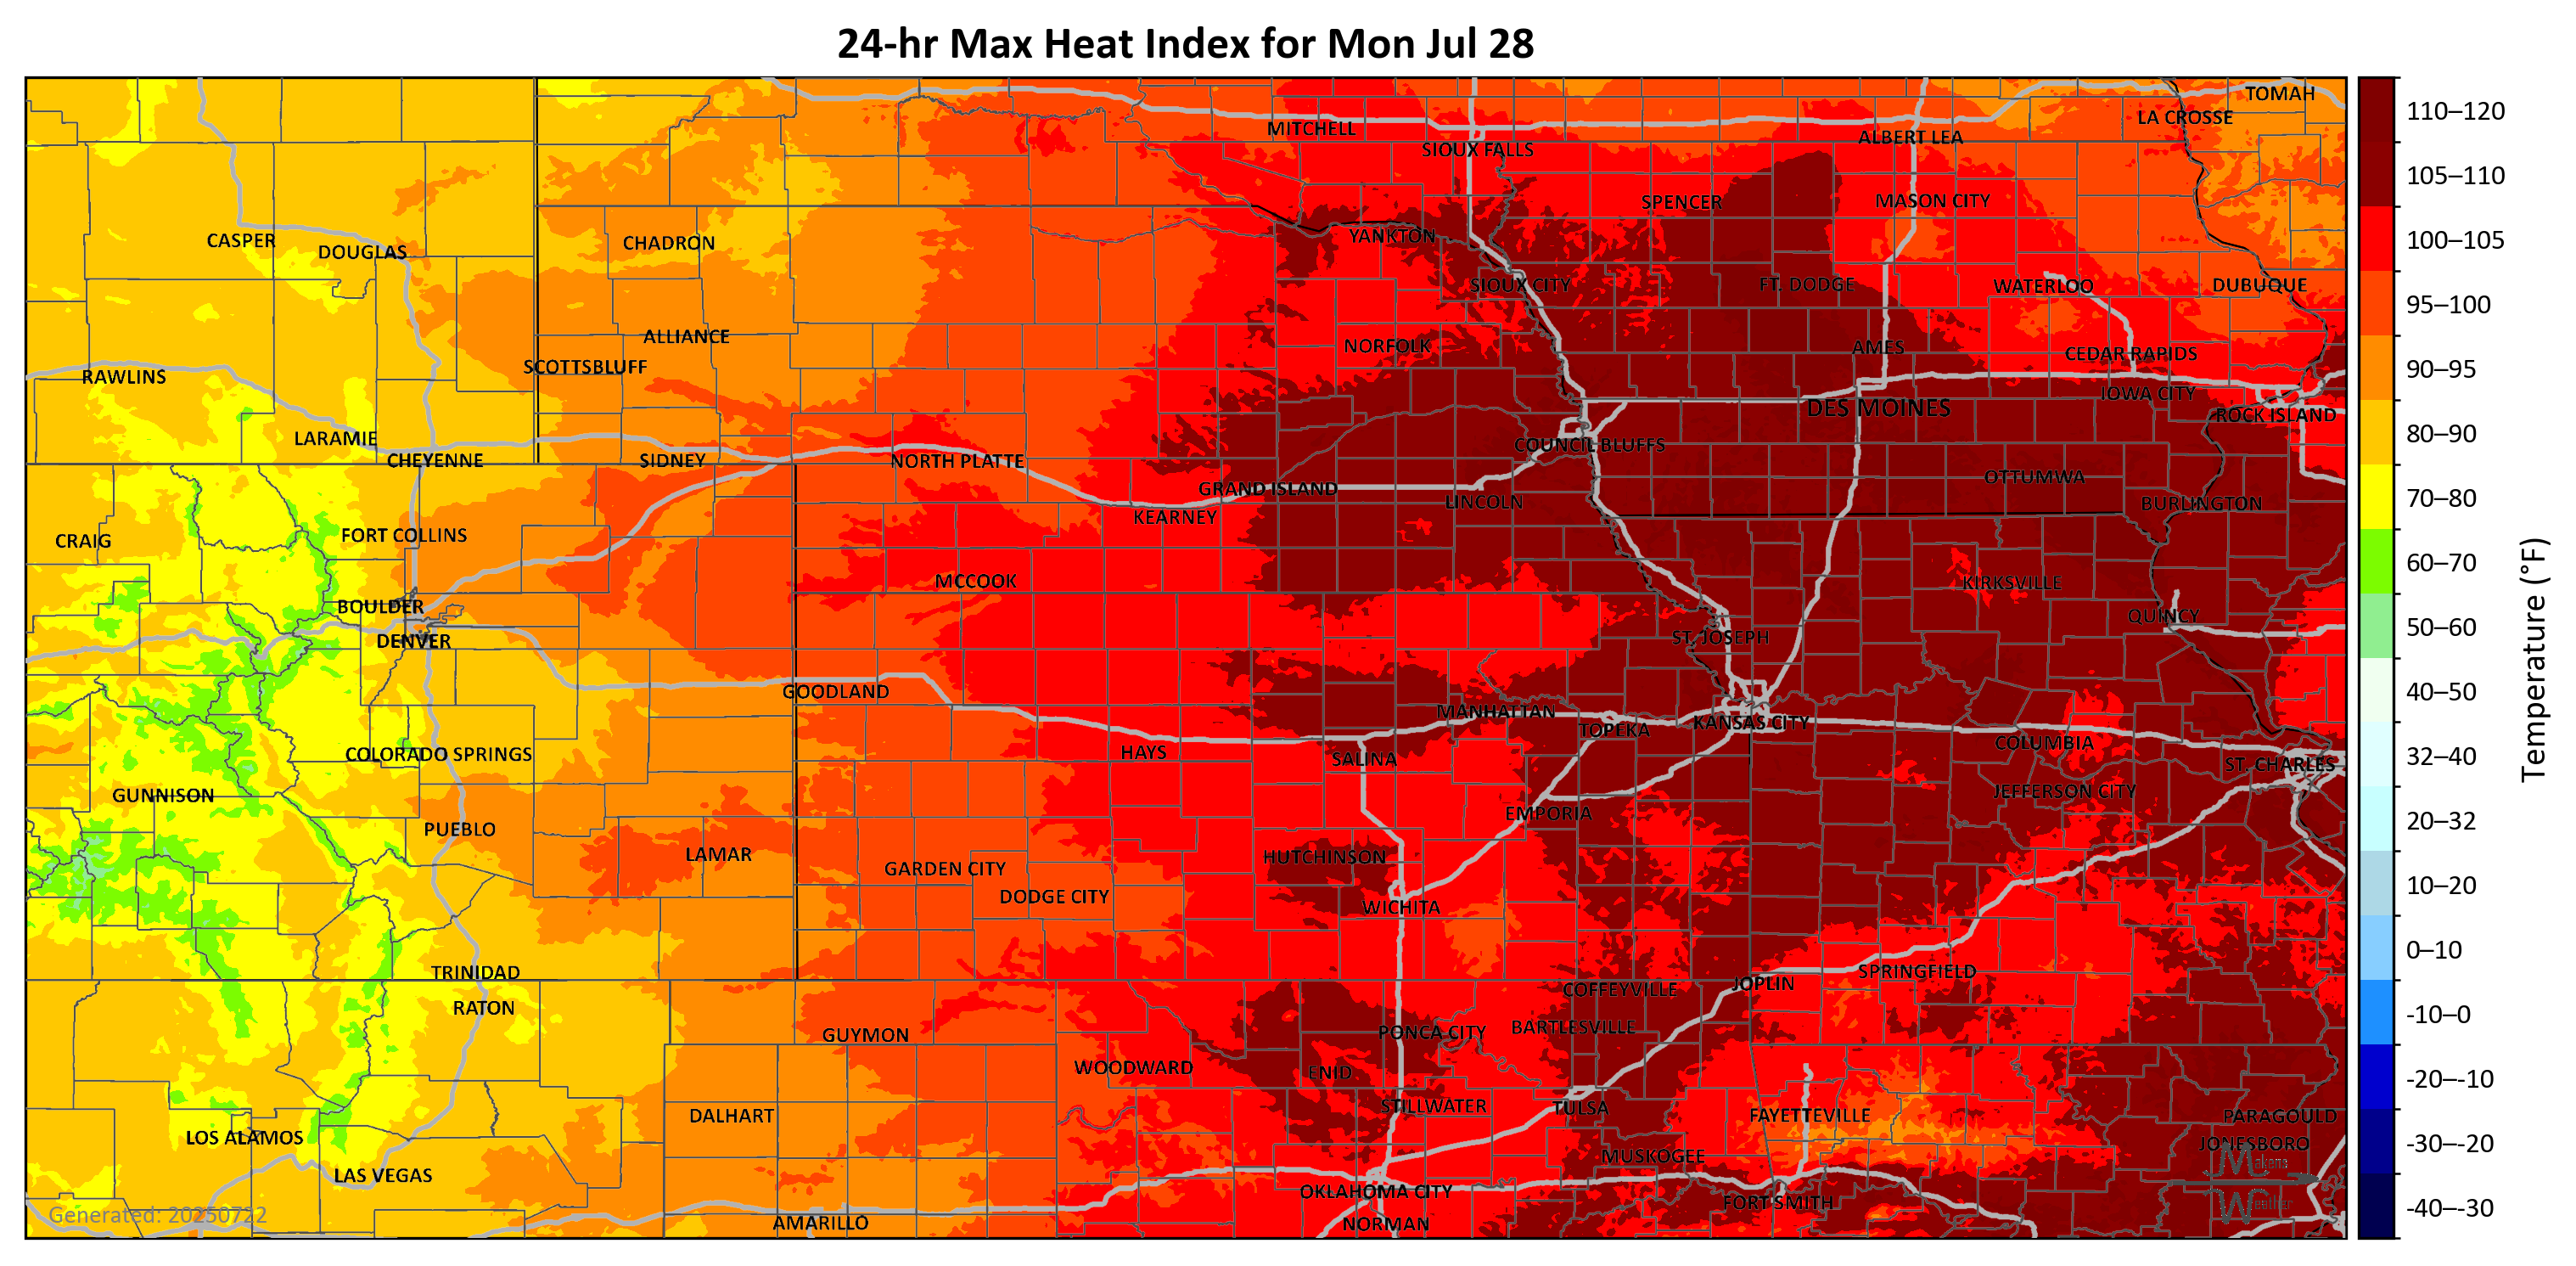 24-hr Max Heat Index for Mon Jul 28
TOMAH
LA CROSSE
MITCHELL
ALBERT LEA
SIOUX FALLS
SPENCER
MASON CITY
CASPER
DOUGLAS
CHADRON
YANKTON
SIOUX CITY
FT. DODGE
WATERLOO
DUBUQUE
ALLIANCE
NORFOLK
AMES
CEDAR RAPIDS
SCOTTSBLUFF
RAWLINS
IOWA CITY
DES MOINES
ROCK ISLAND
LARAMIE
COUNCIL BLUFFS
CHEYENNE
SIDNEY
NORTH PLATTE
OTTUMWA
GRAND ISLAND
LINCOLN
BURLINGTON
KEARNEY
CRAIG
FORT COLLINS
MCCOOK
KIRKSVILLE
BOULDER
QUINCY
DENVER
ST. JOSEPH
GOODLAND
MANHATTAN
TOPEKA
KANSAS CITY
COLUMBIA
COLORADO SPRINGS
HAYS
SALINA
ST. CHARLES
GUNNISON
JEFFERSON CITY
EMPORIA
PUEBLO
LAMAR
HUTCHINSON
GARDEN CITY
DODGE CITY
WICHITA
TRINIDAD
SPRINGFIELD
JOPLIN
COFFEYVILLE
RATON
GUYMON
PONCA CITY
BARTLESVILLE
WOODWARD
ENID
STILLWATER
TULSA
DALHART
FAYETTEVILLE
PARAGOULD
LOS ALAMOS
JONESBORO
MUSKOGEE
Makens
LAS VEGAS
OKLAHOMA CITY
FORT SMITH
Weather
Generated: 20250722
AMARILLO
NORMAN
110–120
105–110
100–105
95–100
90–95
80–90
70–80
60–70
50–60
40–50
32–40
20–32
10–20
0–10
-10–0
-20–-10
-30–-20
-40–-30
Temperature (°F)